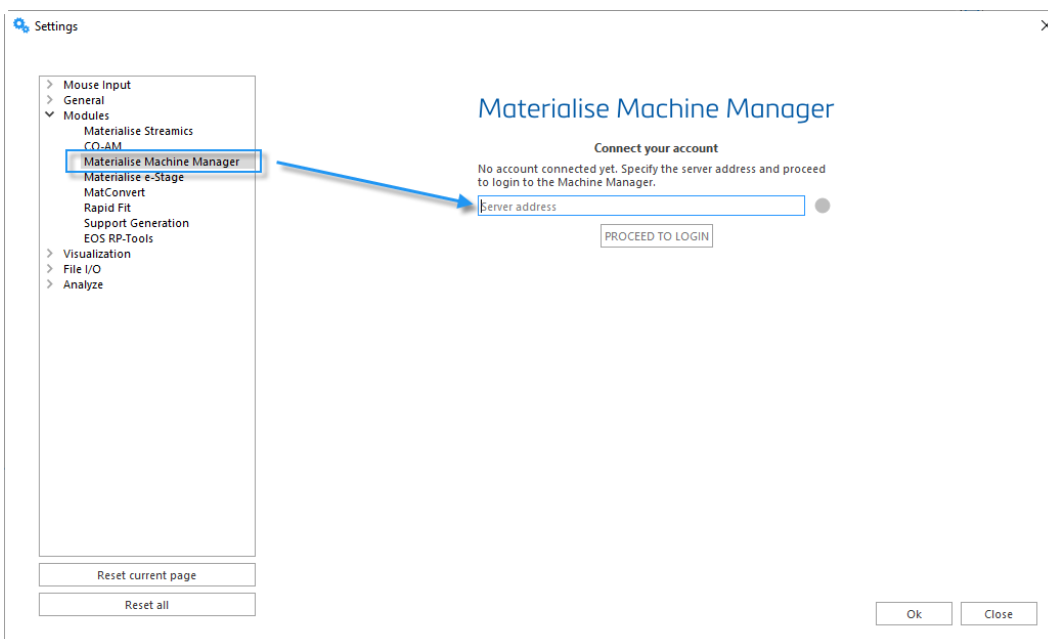 Settings
Mouse Input
General
Modules
Materialise Streamics
CO-AM
Materialise Machine Manager
Materialise e-Stage
MatConvert
Rapid Fit
Support Generation
EOS RP-Tools
Visualization
File I/O
Analyze
Reset current page
Reset all
Materialise Machine Manager
Connect your account
No account connected yet. Specify the server address and proceed
to login to the Machine Manager.
Server address
PROCEED TO LOGIN
Ok
Close